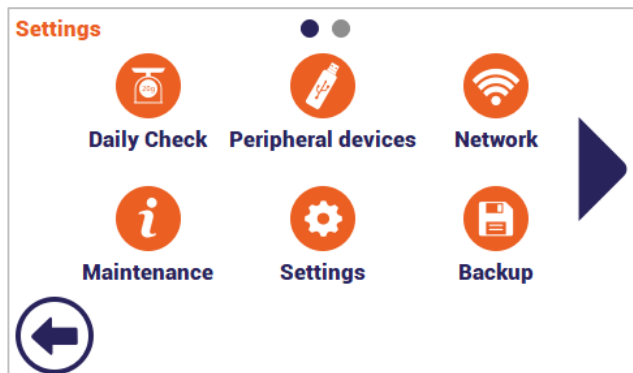 Settings
20g
Daily Check
Peripheral devices
Network
Maintenance
Settings
Backup